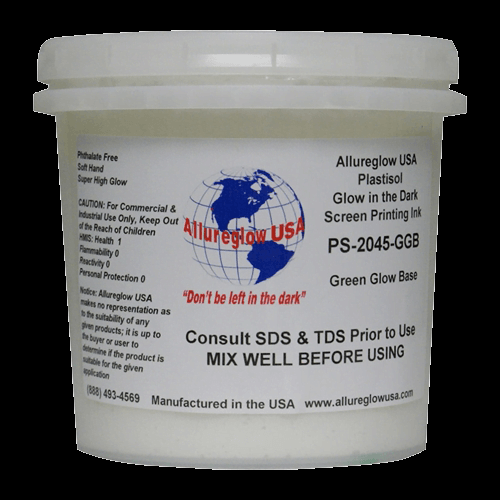 Phthalate Free
Soft Hand
Super High Glow
CAUTION: For Commercial &
Industrial Use Only, Keep Out
of the Reach of Children
HMIS: Health 1
Flammability 0
Reactivity 0
Personal Protection 0
Notice: Allureglow USA
makes no representation as
to the suitability of any
given products; it is up to
the buyer or user to
determine if the product is
suitable for the given
application
(888) 493-4569
Allureglow USA
"Don't be left in the dark"
Allureglow USA
Plastisol
Glow in the Dark
Screen Printing Ink
PS-2045-GGB
Green Glow Base
Consult SDS & TDS Prior to Use
MIX WELL BEFORE USING
Manufactured in the USA www.allureglowusa.com